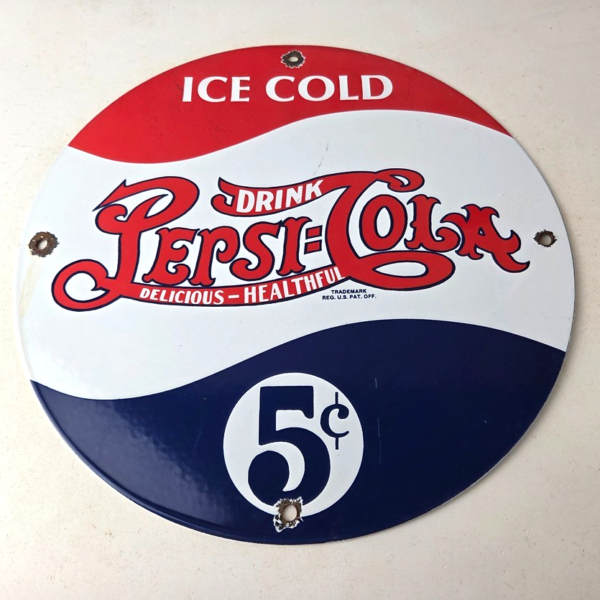 ICE COLD
DRINK
PEPSI=COLA
DELICIOUS - HEALTHFUL
TRADEMARK
REG. U.S. PAT. OFF.
5¢